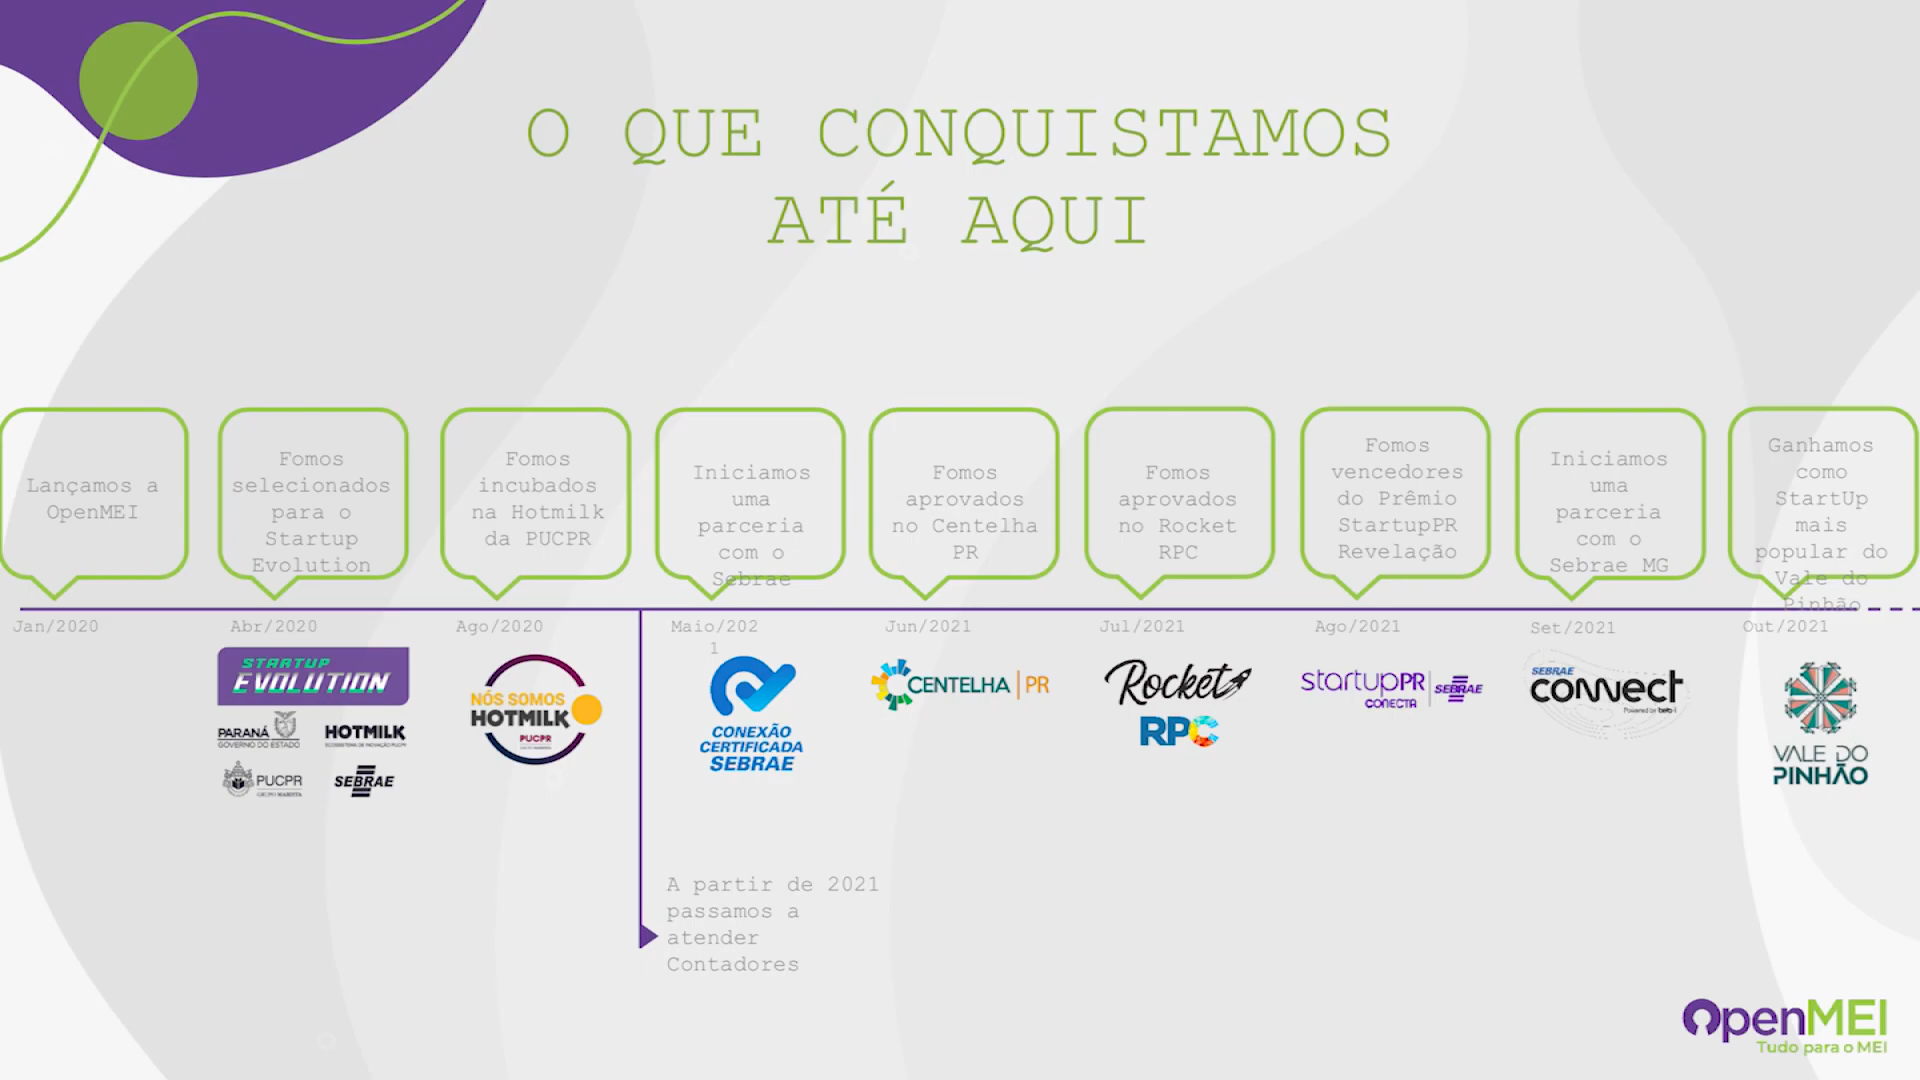 O QUE CONQUISTAMOS
ATÉ AQUI
Lançamos a
OpenMEI
Fomos
selecionados
para o
Startup
Evolution
Fomos
incubados
na Hotmilk
da PUCPR
Iniciamos
uma
parceria
com o
Sebrae
Fomos
aprovados
no Centelha
PR
Fomos
aprovados
no Rocket
RPC
Fomos
vencedores
do Prêmio
StartupPR
Revelação
Iniciamos
uma
parceria
com o
Sebrae MG
Ganhamos
como
StartUp
mais
popular do
Vale do
Pinhão
Jan/2020
Abr/2020
Ago/2020
Maio/202
1
Jun/2021
Jul/2021
Ago/2021
Set/2021
Out/2021
STARTUP
EVOLUTION
PARANÁ
GOVERNO DO ESTADO
HOTMILK
PUCPR
GRUPO MARISTA
SEBRAE
NÓS SOMOS
HOTMILK
PUCPR
CONEXÃO
CERTIFICADA
SEBRAE
CENTELHA PR
Rocket
RPC
startupPR
CONECTA
SEBRAE
SEBRAE
connect
Powered by
VALE DO
PINHÃO
A partir de 2021
passamos a
atender
Contadores
OpenMEI
Tudo para o MEI